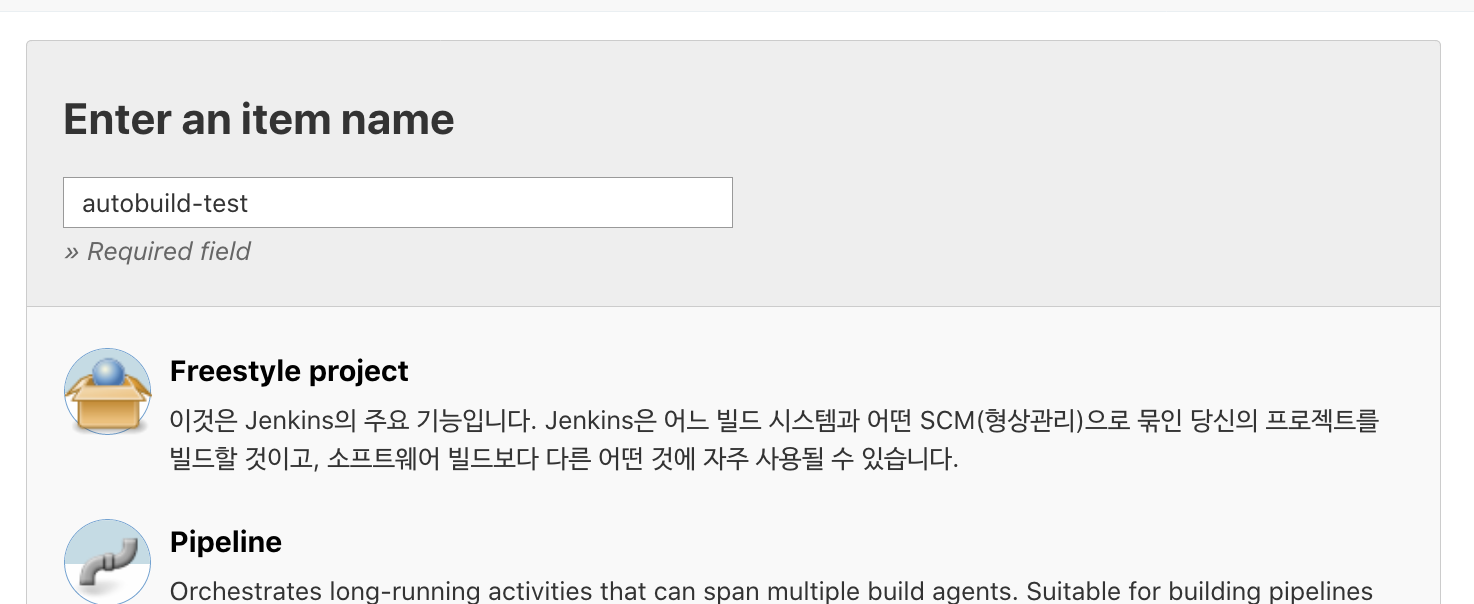 Enter an item name
autobuild-test
» Required field
Freestyle project
이것은 Jenkins의 주요 기능입니다. Jenkins은 어느 빌드 시스템과 어떤 SCM(형상관리)으로 묶인 당신의 프로젝트를
빌드할 것이고, 소프트웨어 빌드보다 다른 어떤 것에 자주 사용될 수 있습니다.
Pipeline
Orchestrates long-running activities that can span multiple build agents. Suitable for building pipelines